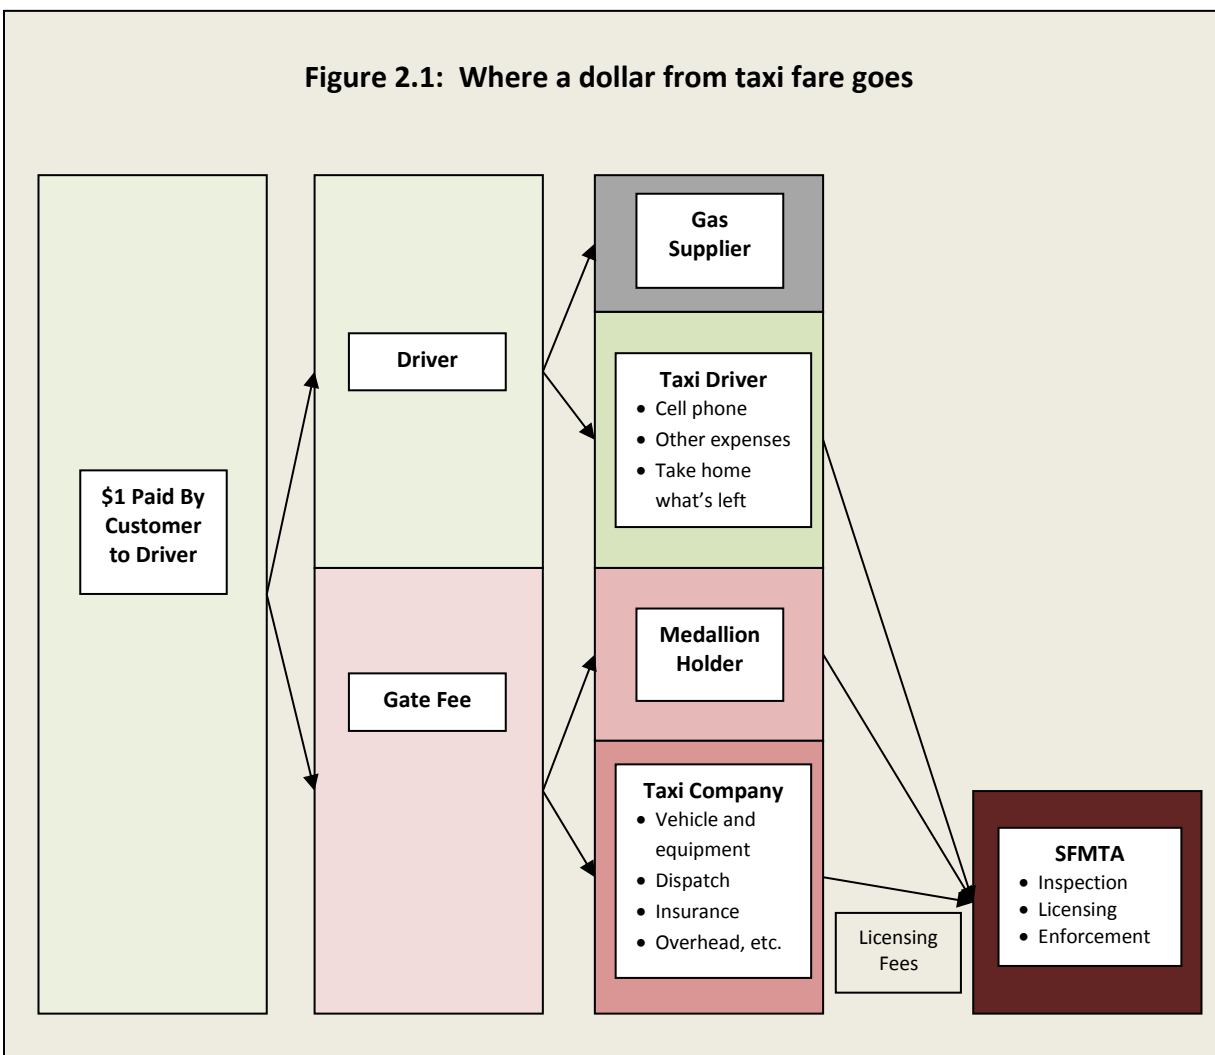 Figure 2.1:  Where a dollar from taxi fare goes
$1 Paid By
Customer
to Driver
Driver
Gate Fee
Gas
Supplier
Taxi Driver
• Cell phone
• Other expenses
• Take home
what’s left
Medallion
Holder
Taxi Company
• Vehicle and
equipment
• Dispatch
• Insurance
• Overhead, etc.
Licensing
Fees
SFMTA
• Inspection
• Licensing
• Enforcement